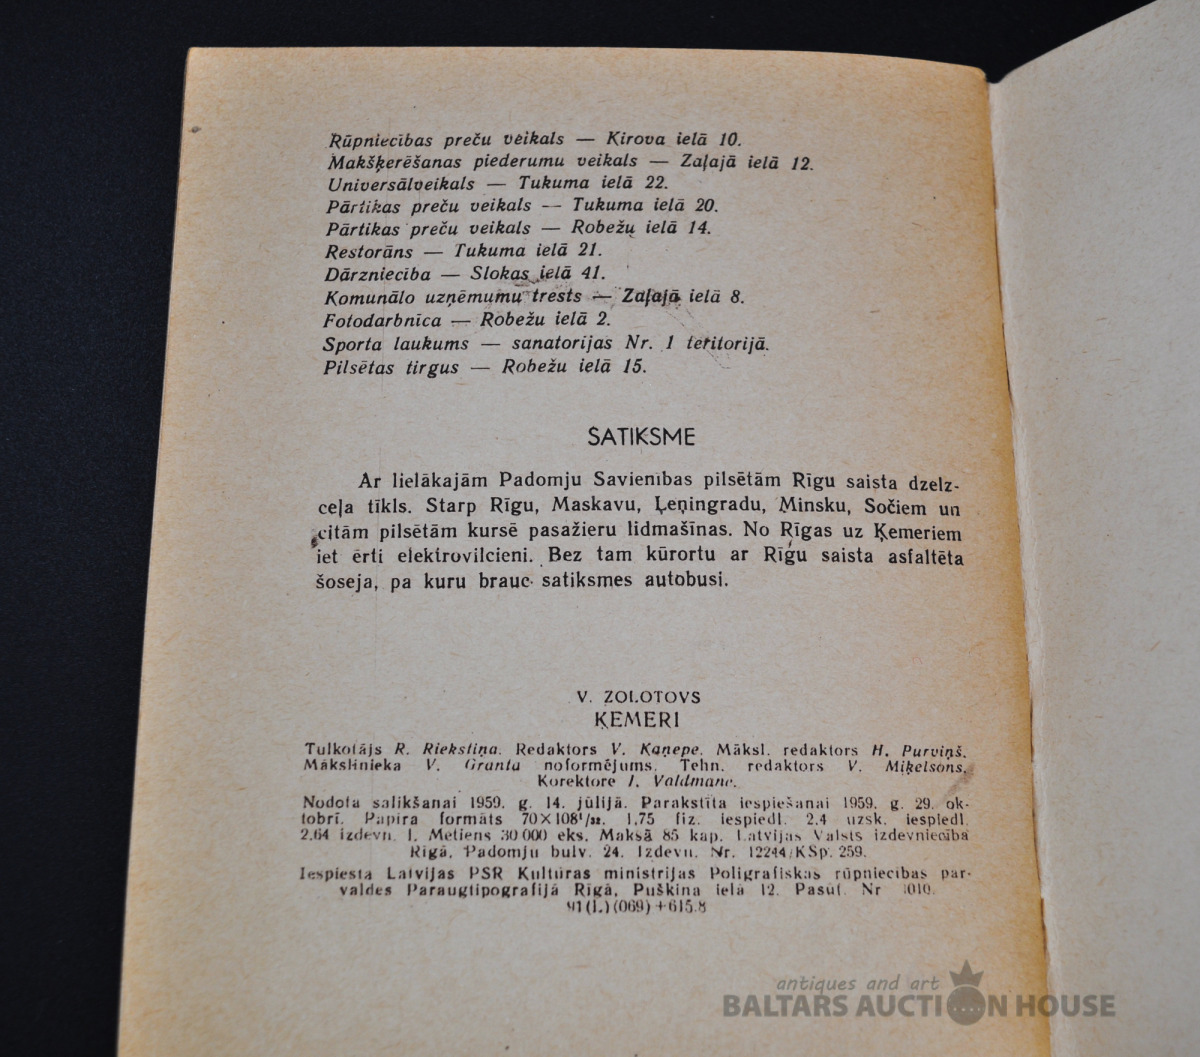 Rūpniecības preču veikals — Kirova ielā 10.
Makšķerēšanas piederumu veikals — Zaļajā ielā 12.
Universālveikals — Tukuma ielā 22.
Pārtikas preču veikals — Tukuma ielā 20.
Pārtikas preču veikals — Robežu ielā 14.
Restorāns — Tukuma ielā 21.
Dārzniecība — Slokas ielā 41.
Komunālo uzņēmumu trests — Zaļajā ielā 8.
Fotodarbnīca — Robežu ielā 2.
Sporta laukums — sanatorijas Nr. 1 teritorijā.
Pilsētas tirgus — Robežu ielā 15.
SATIKSME
Ar lielākajām Padomju Savienības pilsētām Rīgu saista dzelz-
ceļa tīkls. Starp Rīgu, Maskavu, Ļeņingradu, Minsku, Sočiem un
citām pilsētām kursē pasažieru lidmašīnas. No Rīgas uz Ķemeriem
iet ērti elektrovilcieni. Bez tam kūrortu ar Rīgu saista asfaltēta
šoseja, pa kuru brauc satiksmes autobusi.
V. ZOLOTOVS
ĶEMERI
Tulkotājs R. Riekstiņa. Redaktors V. Kaņepe. Māksl. redaktors H. Purviņš.
Mākslinieka V. Grantu noformējums. Tehn. redaktors V. Miķelsons.
Korektore I. Valdmane.
Nodota salikšanai 1959. g. 14. jūlijā. Parakstīta iespiešanai 1959. g. 29. ok-
tobrī. Papīra formāts 70×108¹/₃₂. 1,75 fiz. iespiedl. 2,4 uzsk. iespiedl.
2,64 izdevn. l. Metiens 30 000 eks. Maksā 85 kap. Latvijas Valsts izdevniecība
Rīgā, Padomju bulv. 24. Izdevn. Nr. 12244/KSp. 259.
Iespiesta Latvijas PSR Kultūras ministrijas Poligrafiskās rūpniecības pār-
valdes Paraugtipogrāfijā Rīgā, Puškina ielā 12. Pasūt. Nr
91(L)(069)+615.8
antiques and art
BALTARS AUCTION HOUSE